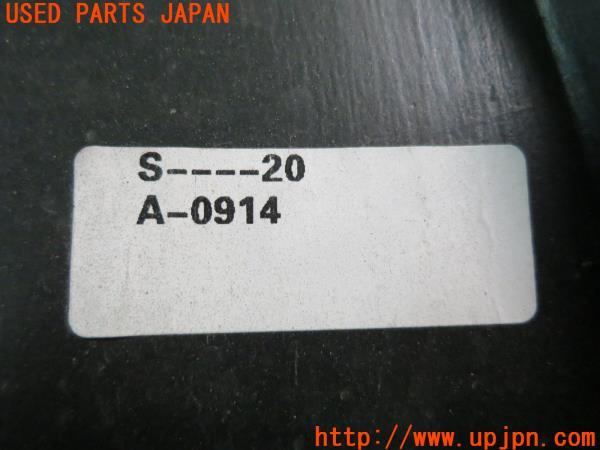 USED PARTS JAPAN
S----20
A-0914
http://www.upjpn.com/